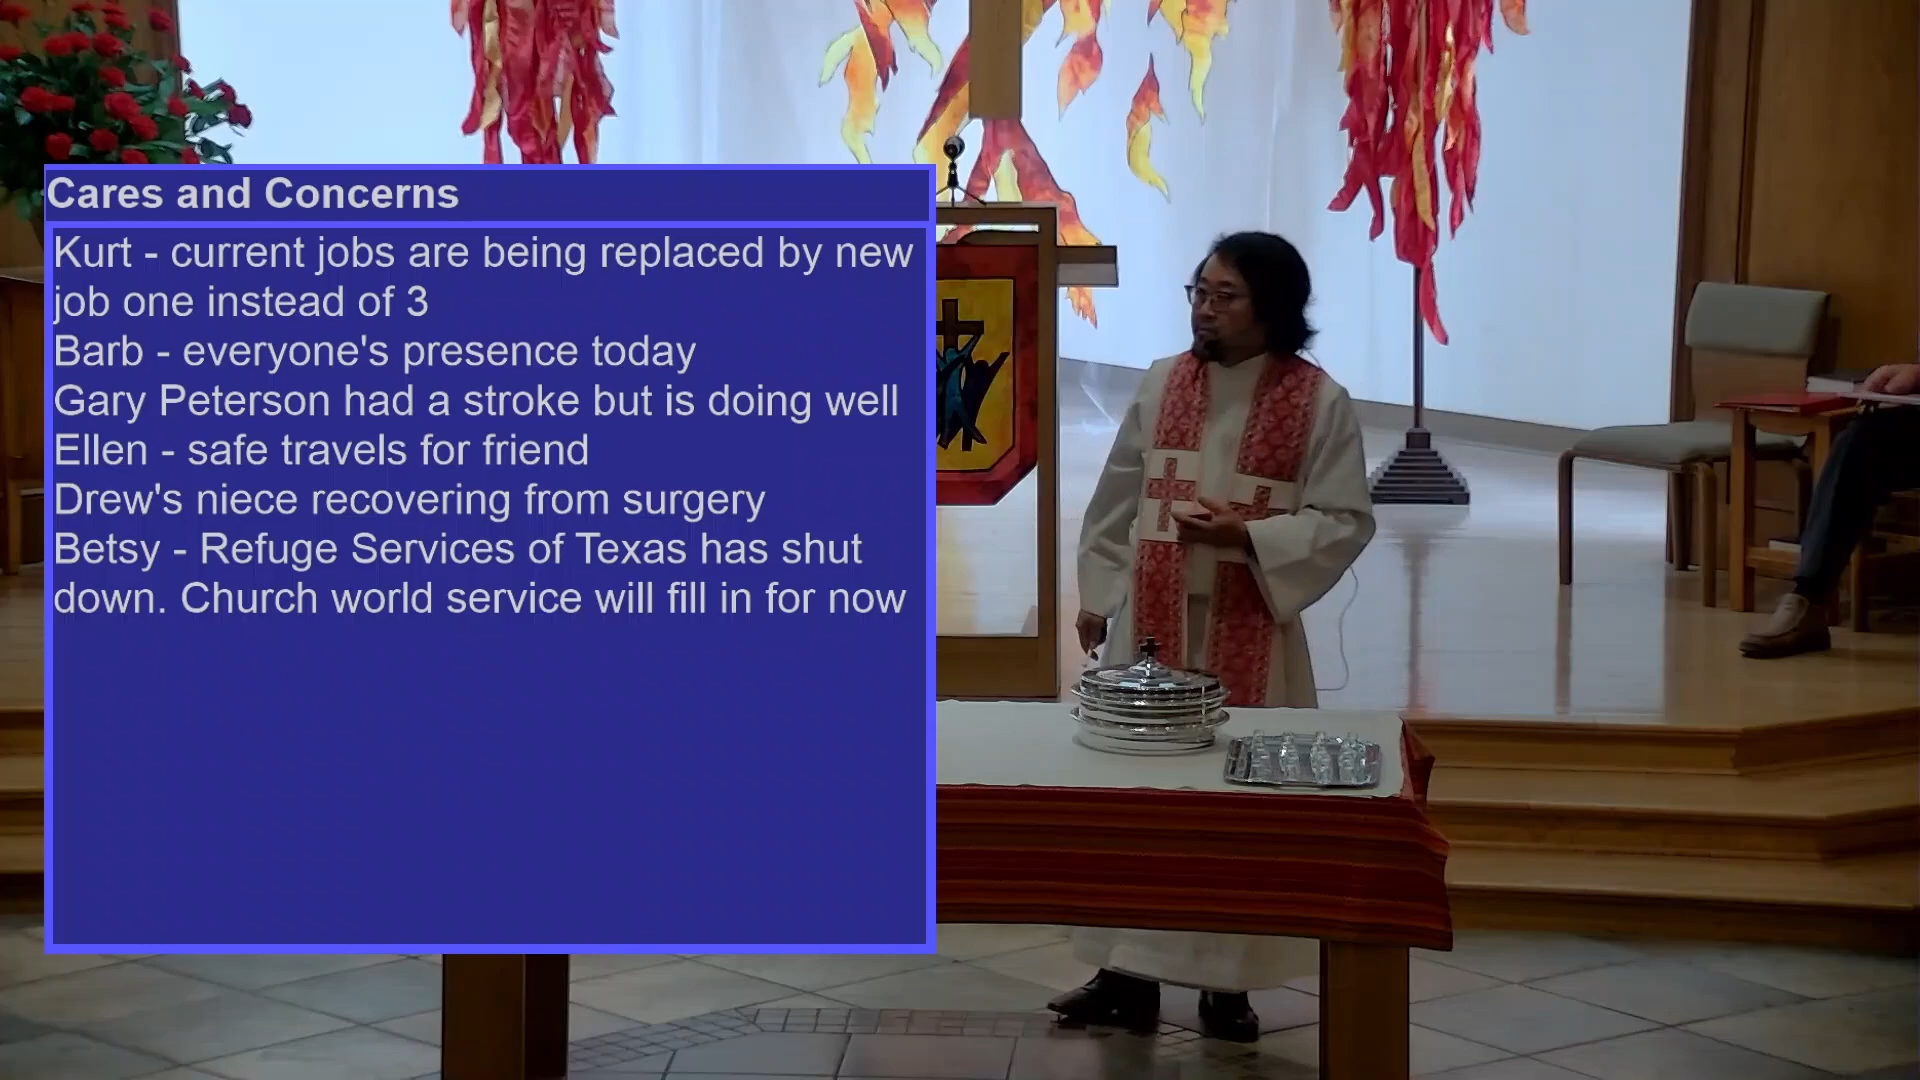 Cares and Concerns
Kurt - current jobs are being replaced by new
job one instead of 3
Barb - everyone's presence today
Gary Peterson had a stroke but is doing well
Ellen - safe travels for friend
Drew's niece recovering from surgery
Betsy - Refuge Services of Texas has shut
down. Church world service will fill in for now